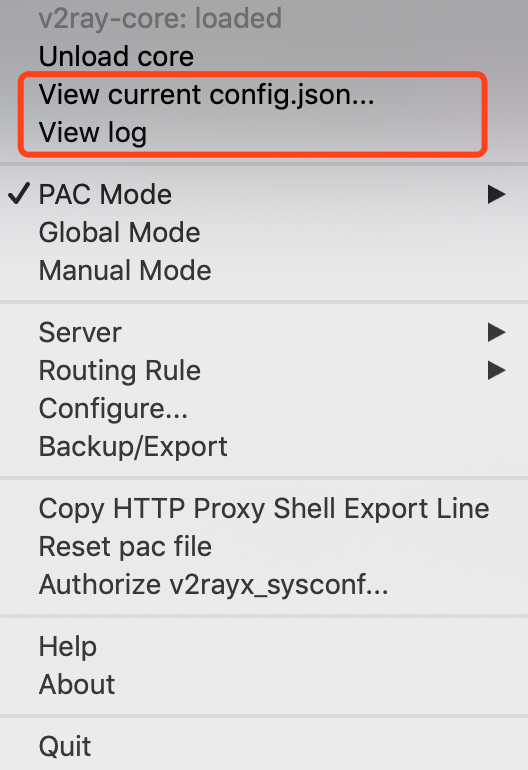 v2ray-core: loaded
Unload core
View current config.json...
View log
PAC Mode
Global Mode
Manual Mode
Server
Routing Rule
Configure...
Backup/Export
Copy HTTP Proxy Shell Export Line
Reset pac file
Authorize v2rayx_sysconf...
Help
About
Quit